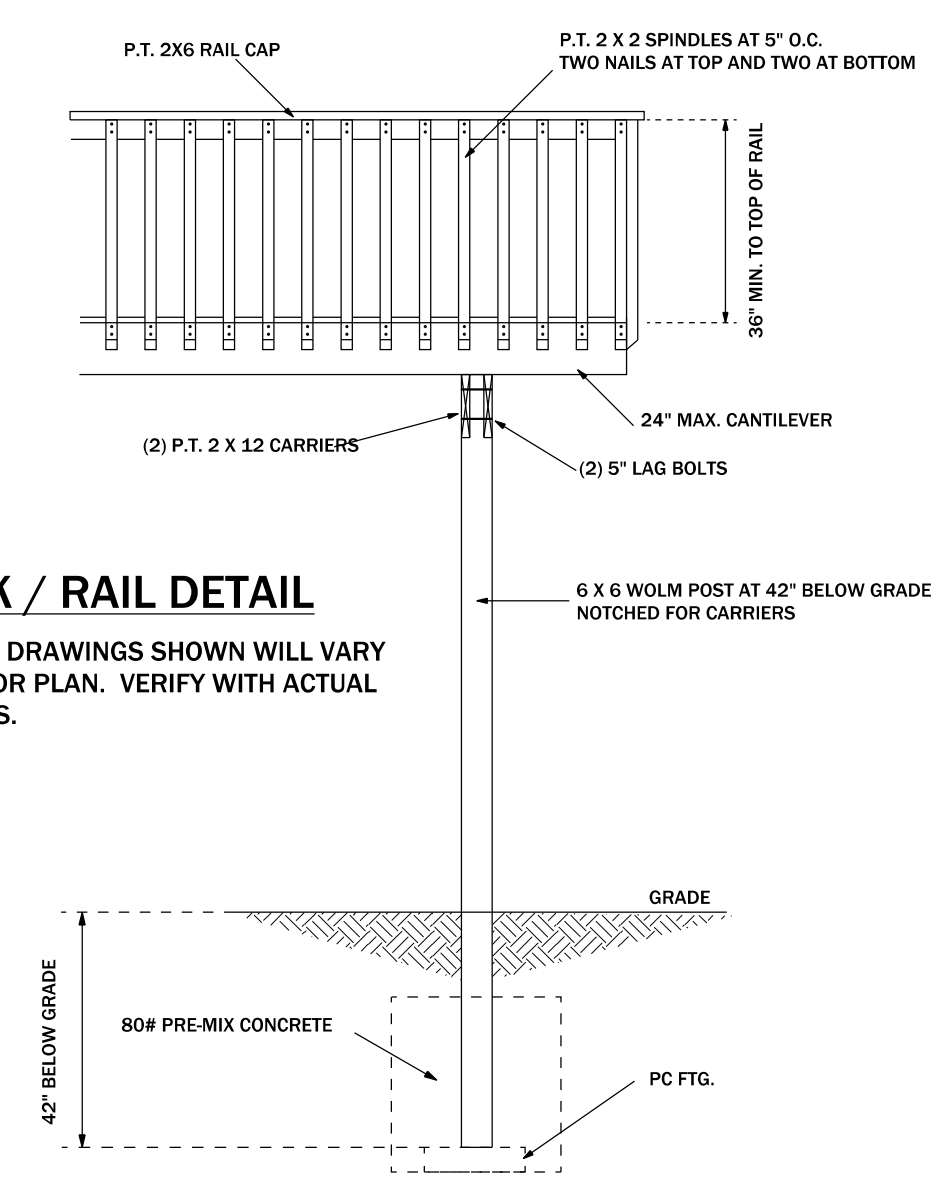 P.T. 2X6 RAIL CAP
P.T. 2 X 2 SPINDLES AT 5" O.C.
TWO NAILS AT TOP AND TWO AT BOTTOM
36" MIN. TO TOP OF RAIL
24" MAX. CANTILEVER
(2) P.T. 2 X 12 CARRIERS
(2) 5" LAG BOLTS
/ RAIL DETAIL
6 X 6 WOLM POST AT 42" BELOW GRADE
NOTCHED FOR CARRIERS
DRAWINGS SHOWN WILL VARY
PLAN. VERIFY WITH ACTUAL
GRADE
42" BELOW GRADE
80# PRE-MIX CONCRETE
PC FTG.